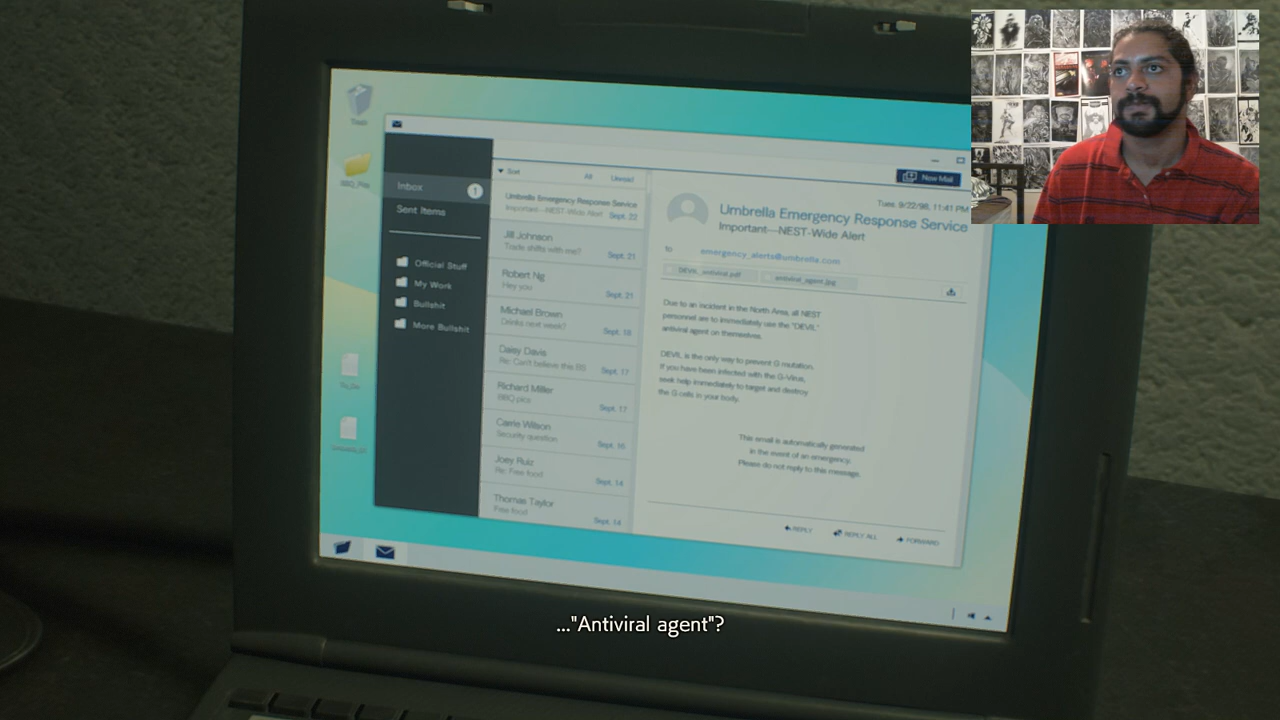 Trash
BBQ_Pics
Inbox
1
Sent Items
Official Stuff
My Work
Bullshit
More Bullshit
Sort
All
Unread
Umbrella Emergency Response Service
Important—NEST-Wide Alert
Sept. 22
Jill Johnson
Trade shifts with me?
Sept. 21
Robert Ng
Hey you
Sept. 21
Michael Brown
Drinks next week?
Sept. 18
Daisy Davis
Re: Can't believe this BS
Sept. 17
Richard Miller
BBQ pics
Sept. 17
Carrie Wilson
Security question
Sept. 16
Joey Ruiz
Re: Free food
Sept. 14
Thomas Taylor
Free food
Sept. 14
New Mail
Tues. 9/22/98, 11:41 PM
Umbrella Emergency Response Service
Important—NEST-Wide Alert
to emergency_alerts@umbrella.com
DEVIL_antiviral.pdf
antiviral_agent.jpg
Due to an incident in the North Area, all NEST
personnel are to immediately use the "DEVIL"
antiviral agent on themselves.
DEVIL is the only way to prevent G mutation.
If you have been infected with the G-Virus,
seek help immediately to target and destroy
the G cells in your body.
This email is automatically generated
in the event of an emergency.
Please do not reply to this message.
REPLY
REPLY ALL
FORWARD
..."Antiviral agent"?